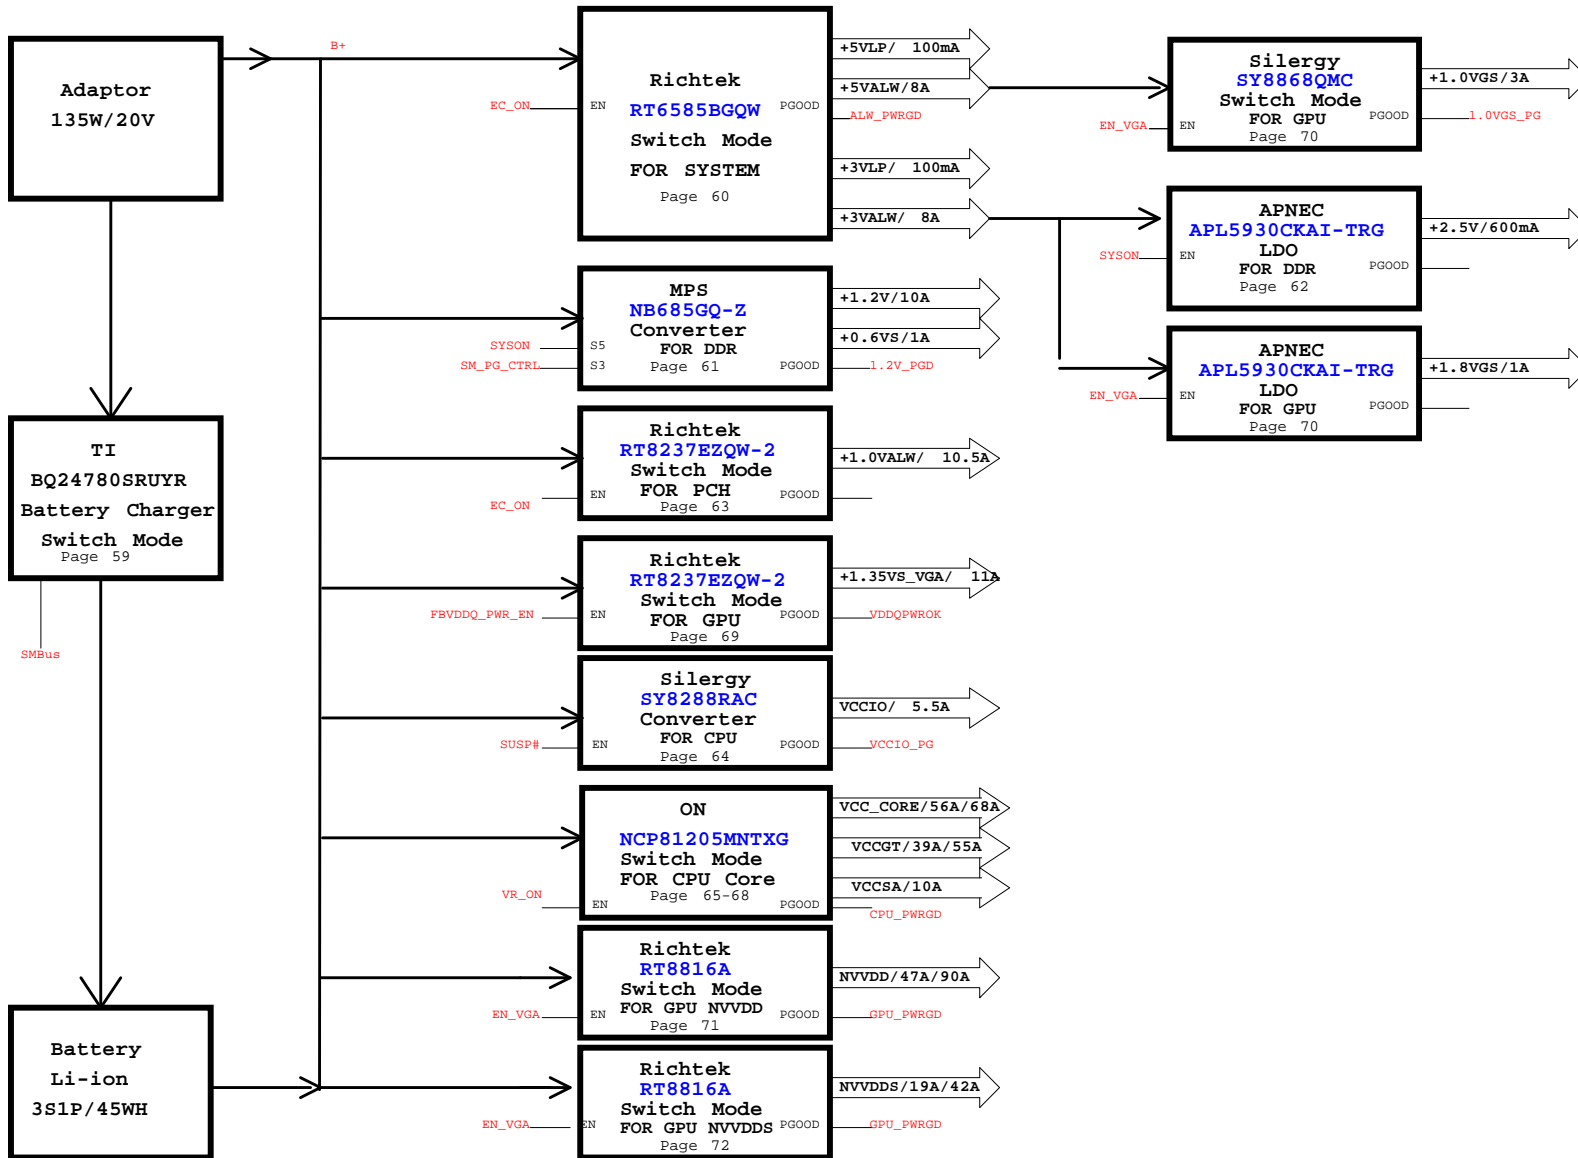 Adaptor
135W/20V
B+
TI
BQ24780SRUYR
Battery Charger
Switch Mode
Page 59
SMBus
Battery
Li-ion
3S1P/45WH
Richtek
RT6585BGQW
Switch Mode
FOR SYSTEM
Page 60
EC_ON
EN
PGOOD
+5VLP/ 100mA
+5VALW/8A
ALW_PWRGD
+3VLP/ 100mA
+3VALW/ 8A
MPS
NB685GQ-Z
Converter
FOR DDR
Page 61
SYSON
S5
SM_PG_CTRL
S3
PGOOD
+1.2V/10A
+0.6VS/1A
1.2V_PGD
Richtek
RT8237EZQW-2
Switch Mode
FOR PCH
Page 63
EC_ON
EN
PGOOD
+1.0VALW/ 10.5A
Richtek
RT8237EZQW-2
Switch Mode
FOR GPU
Page 69
FBVDDQ_PWR_EN
EN
PGOOD
+1.35VS_VGA/ 11A
VDDQPWROK
Silergy
SY8288RAC
Converter
FOR CPU
Page 64
SUSP#
EN
PGOOD
VCCIO/ 5.5A
VCCIO_PG
ON
NCP81205MNTXG
Switch Mode
FOR CPU Core
Page 65-68
VR_ON
EN
PGOOD
VCC_CORE/56A/68A
VCCGT/39A/55A
VCCSA/10A
CPU_PWRGD
Richtek
RT8816A
Switch Mode
FOR GPU NVVDD
Page 71
EN_VGA
EN
PGOOD
NVVDD/47A/90A
GPU_PWRGD
Richtek
RT8816A
Switch Mode
FOR GPU NVVDDS
Page 72
EN_VGA
EN
PGOOD
NVVDDS/19A/42A
GPU_PWRGD
Silergy
SY8868QMC
Switch Mode
FOR GPU
Page 70
EN_VGA
EN
PGOOD
+1.0VGS/3A
1.0VGS_PG
APNEC
APL5930CKAI-TRG
LDO
FOR DDR
Page 62
SYSON
EN
PGOOD
+2.5V/600mA
APNEC
APL5930CKAI-TRG
LDO
FOR GPU
Page 70
EN_VGA
EN
PGOOD
+1.8VGS/1A